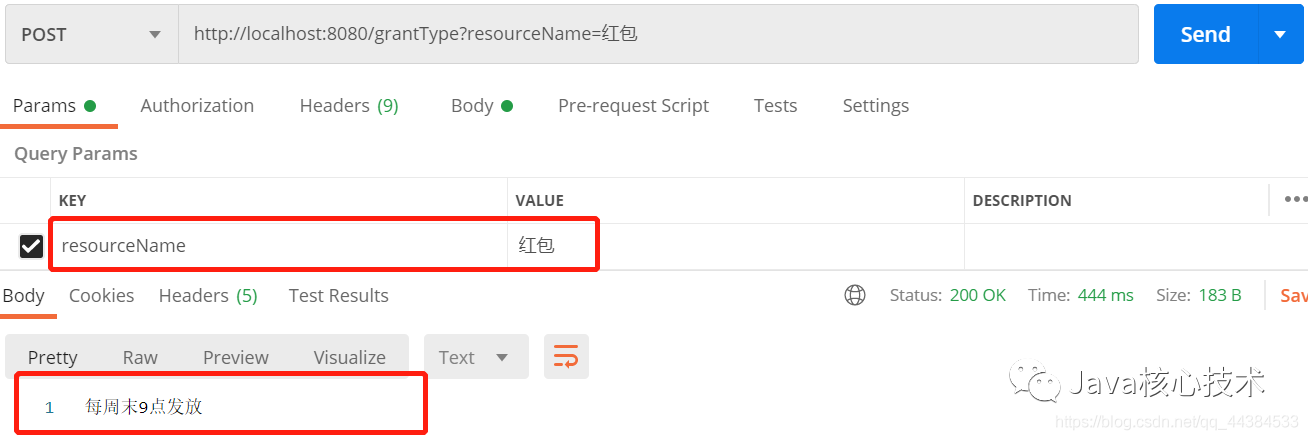 POST http://localhost:8080/grantType?resourceName=红包 Send
Params Authorization Headers (9) Body Pre-request Script Tests Settings
Query Params
KEY VALUE DESCRIPTION
resourceName 红包
Body Cookies Headers (5) Test Results Status: 200 OK Time: 444 ms Size: 183 B Sav
Pretty Raw Preview Visualize Text
1 每周末9点发放
Java核心技术
https://blog.csdn.net/qq_44384533